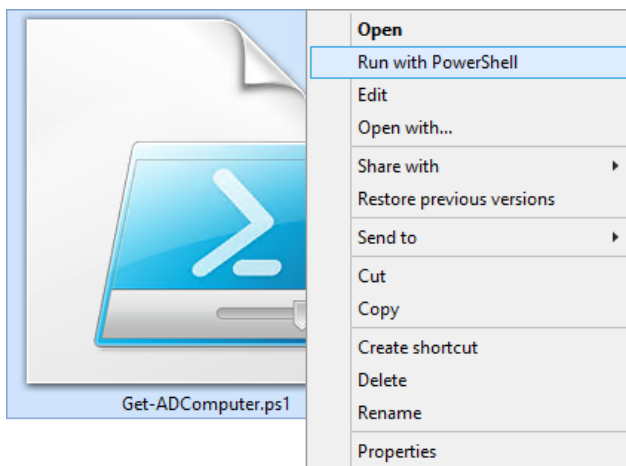 Open
Run with PowerShell
Edit
Open with...
Share with
Restore previous versions
Send to
Cut
Copy
Create shortcut
Delete
Rename
Properties
Get-ADComputer.ps1